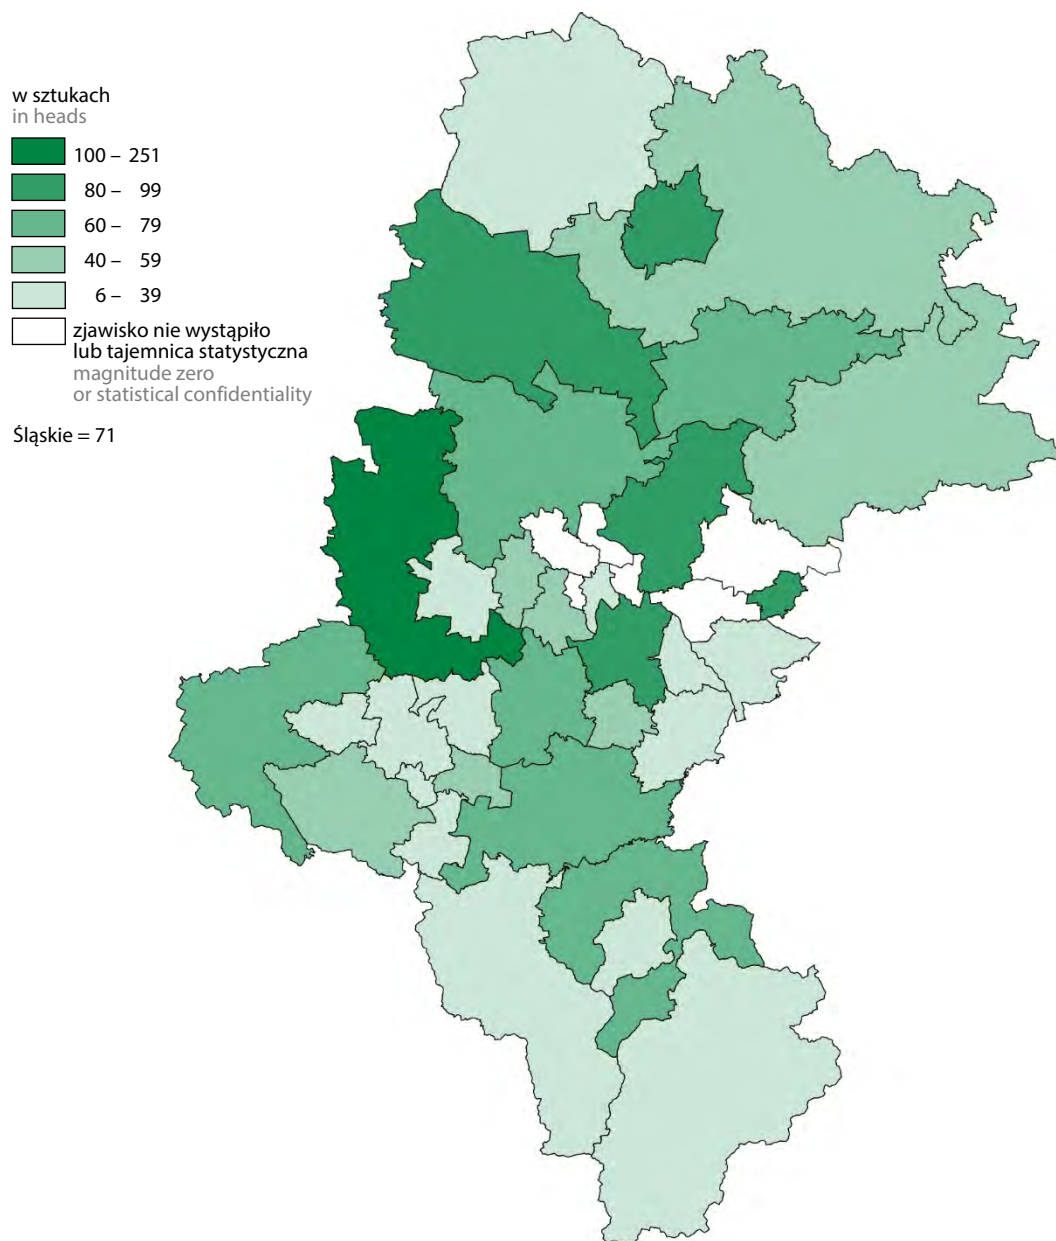 w sztukach
in heads
100 – 251
80 – 99
60 – 79
40 – 59
6 – 39
zjawisko nie wystąpiło
lub tajemnica statystyczna
magnitude zero
or statistical confidentiality
Śląskie = 71